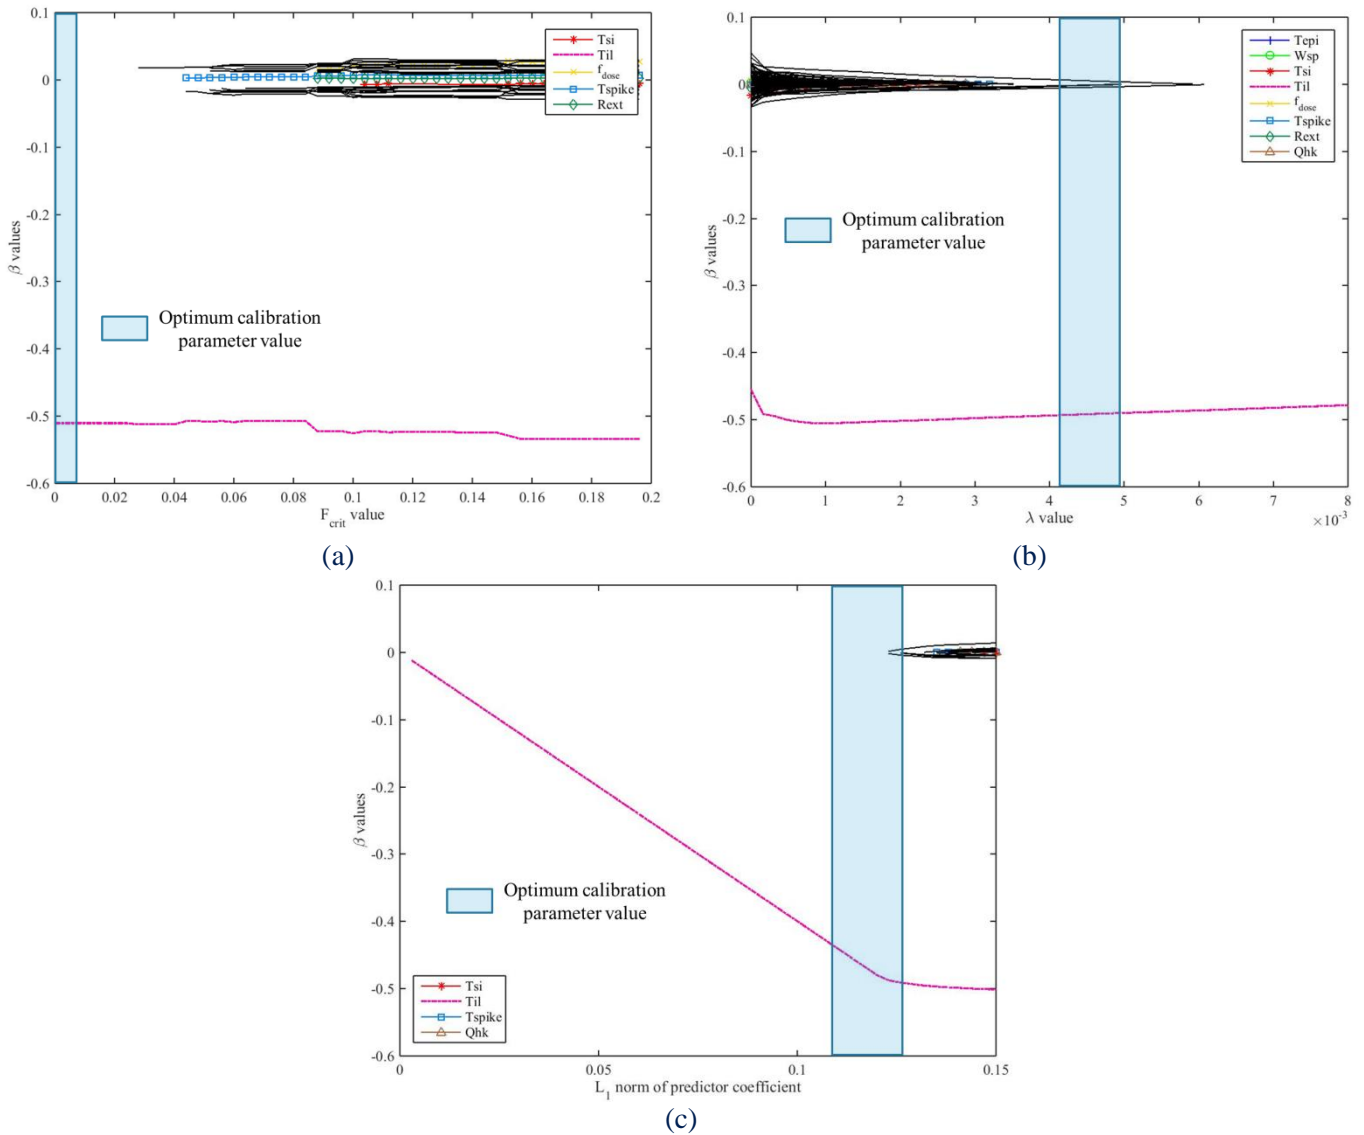 0.1
0
-0.1
-0.2
-0.3
-0.4
-0.5
-0.6
β values
Tsi
Til
f_dose
Tspike
Rext
Optimum calibration
parameter value
0 0.02 0.04 0.06 0.08 0.1 0.12 0.14 0.16 0.18 0.2
F_crit value
(a)
0.1
0
-0.1
-0.2
-0.3
-0.4
-0.5
-0.6
β values
Tepi
Wsp
Tsi
Til
f_dose
Tspike
Rext
Qhk
Optimum calibration
parameter value
0 1 2 3 4 5 6 7 8
λ value
×10^-3
(b)
0.1
0
-0.1
-0.2
-0.3
-0.4
-0.5
-0.6
β values
Optimum calibration
parameter value
Tsi
Til
Tspike
Qhk
0 0.05 0.1 0.15
L_1 norm of predictor coefficient
(c)